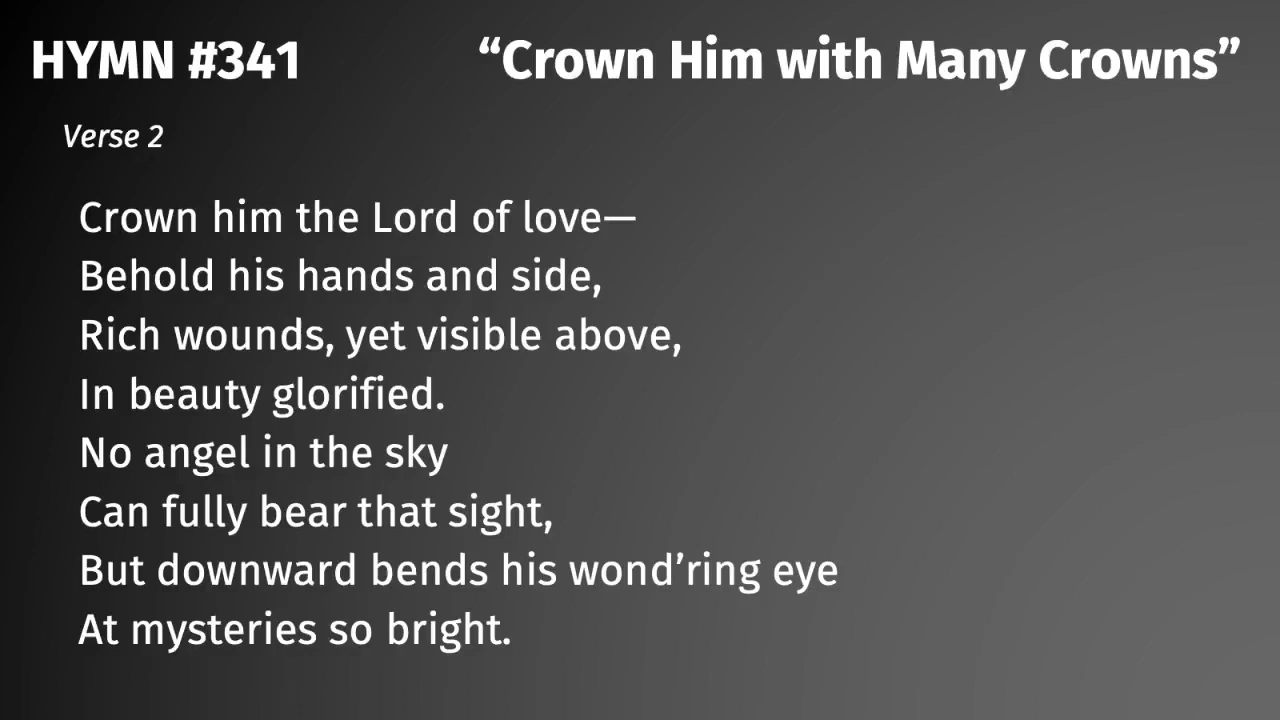 HYMN #341 “Crown Him with Many Crowns”
Verse 2
Crown him the Lord of love—
Behold his hands and side,
Rich wounds, yet visible above,
In beauty glorified.
No angel in the sky
Can fully bear that sight,
But downward bends his wond’ring eye
At mysteries so bright.